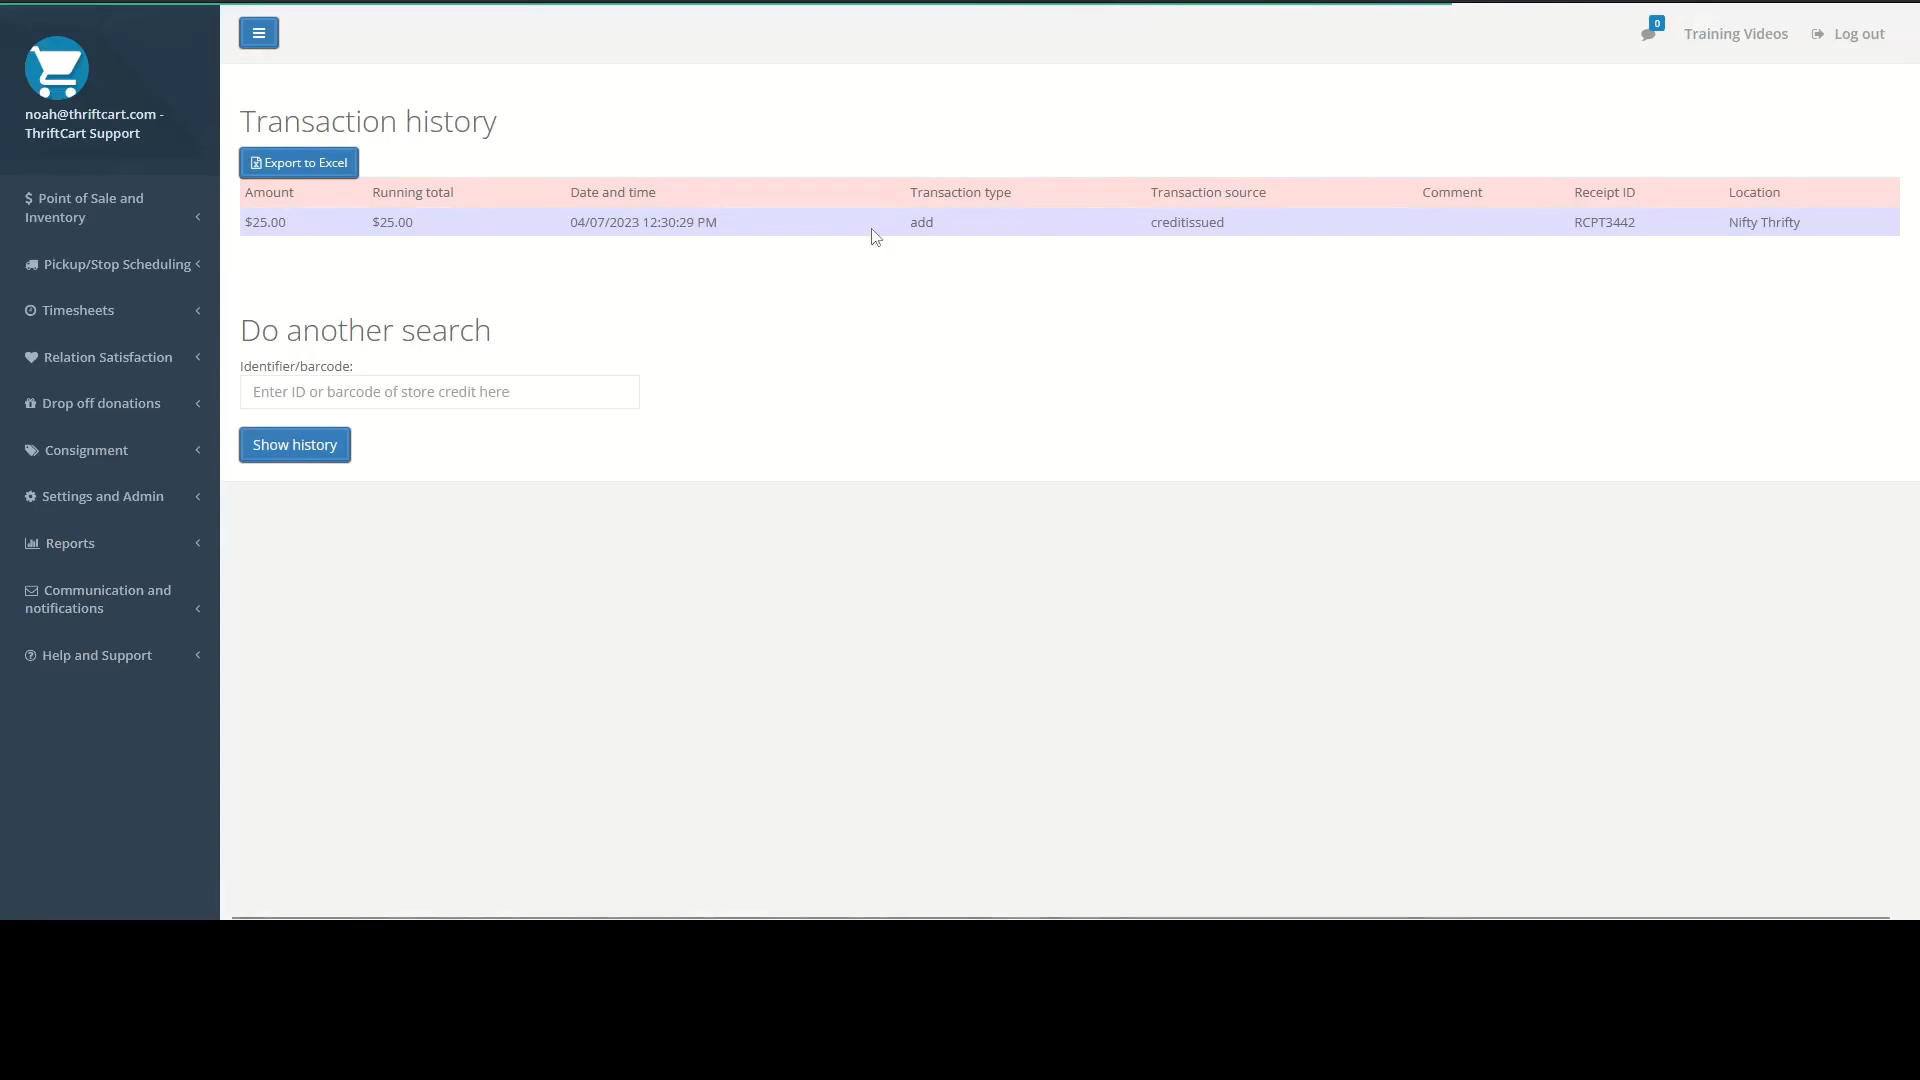 0
Training Videos
Log out
noah@thriftcart.com -
ThriftCart Support
$ Point of Sale and
Inventory
Pickup/Stop Scheduling
Timesheets
Relation Satisfaction
Drop off donations
Consignment
Settings and Admin
Reports
Communication and
notifications
Help and Support
Transaction history
Export to Excel
Amount Running total Date and time Transaction type Transaction source Comment Receipt ID Location
$25.00 $25.00 04/07/2023 12:30:29 PM add creditissued RCPT3442 Nifty Thrifty
Do another search
Identifier/barcode:
Enter ID or barcode of store credit here
Show history